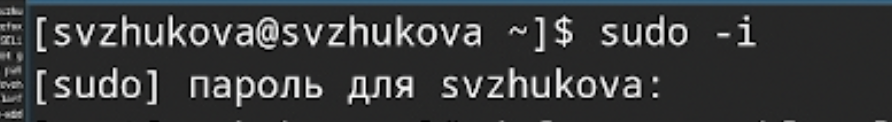 [svzhukova@svzhukova ~]$ sudo -i
[sudo] пароль для svzhukova: